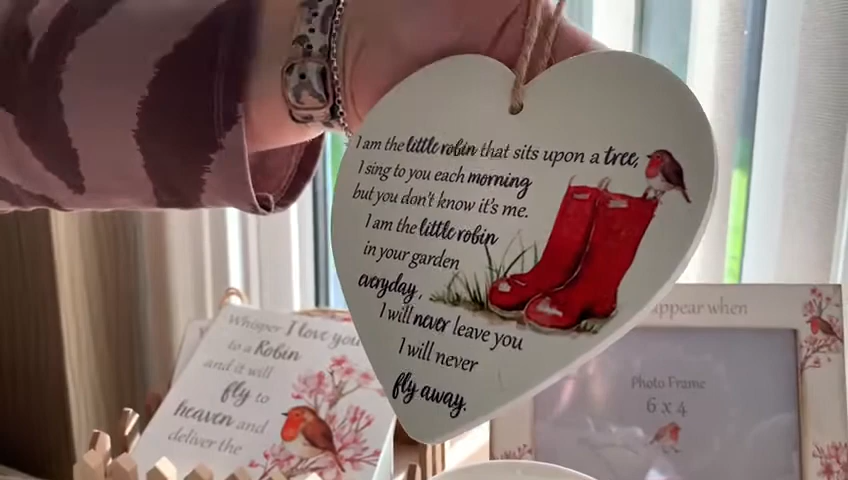 I am the little robin that sits upon a tree,
I sing to you each morning
but you don't know it's me.
I am the little robin
in your garden
everyday,
I will never leave you
I will never
fly away.
Whisper I love you
to a Robin
and it will
fly to
heaven and
deliver the
appear when
Photo Frame
6 x 4